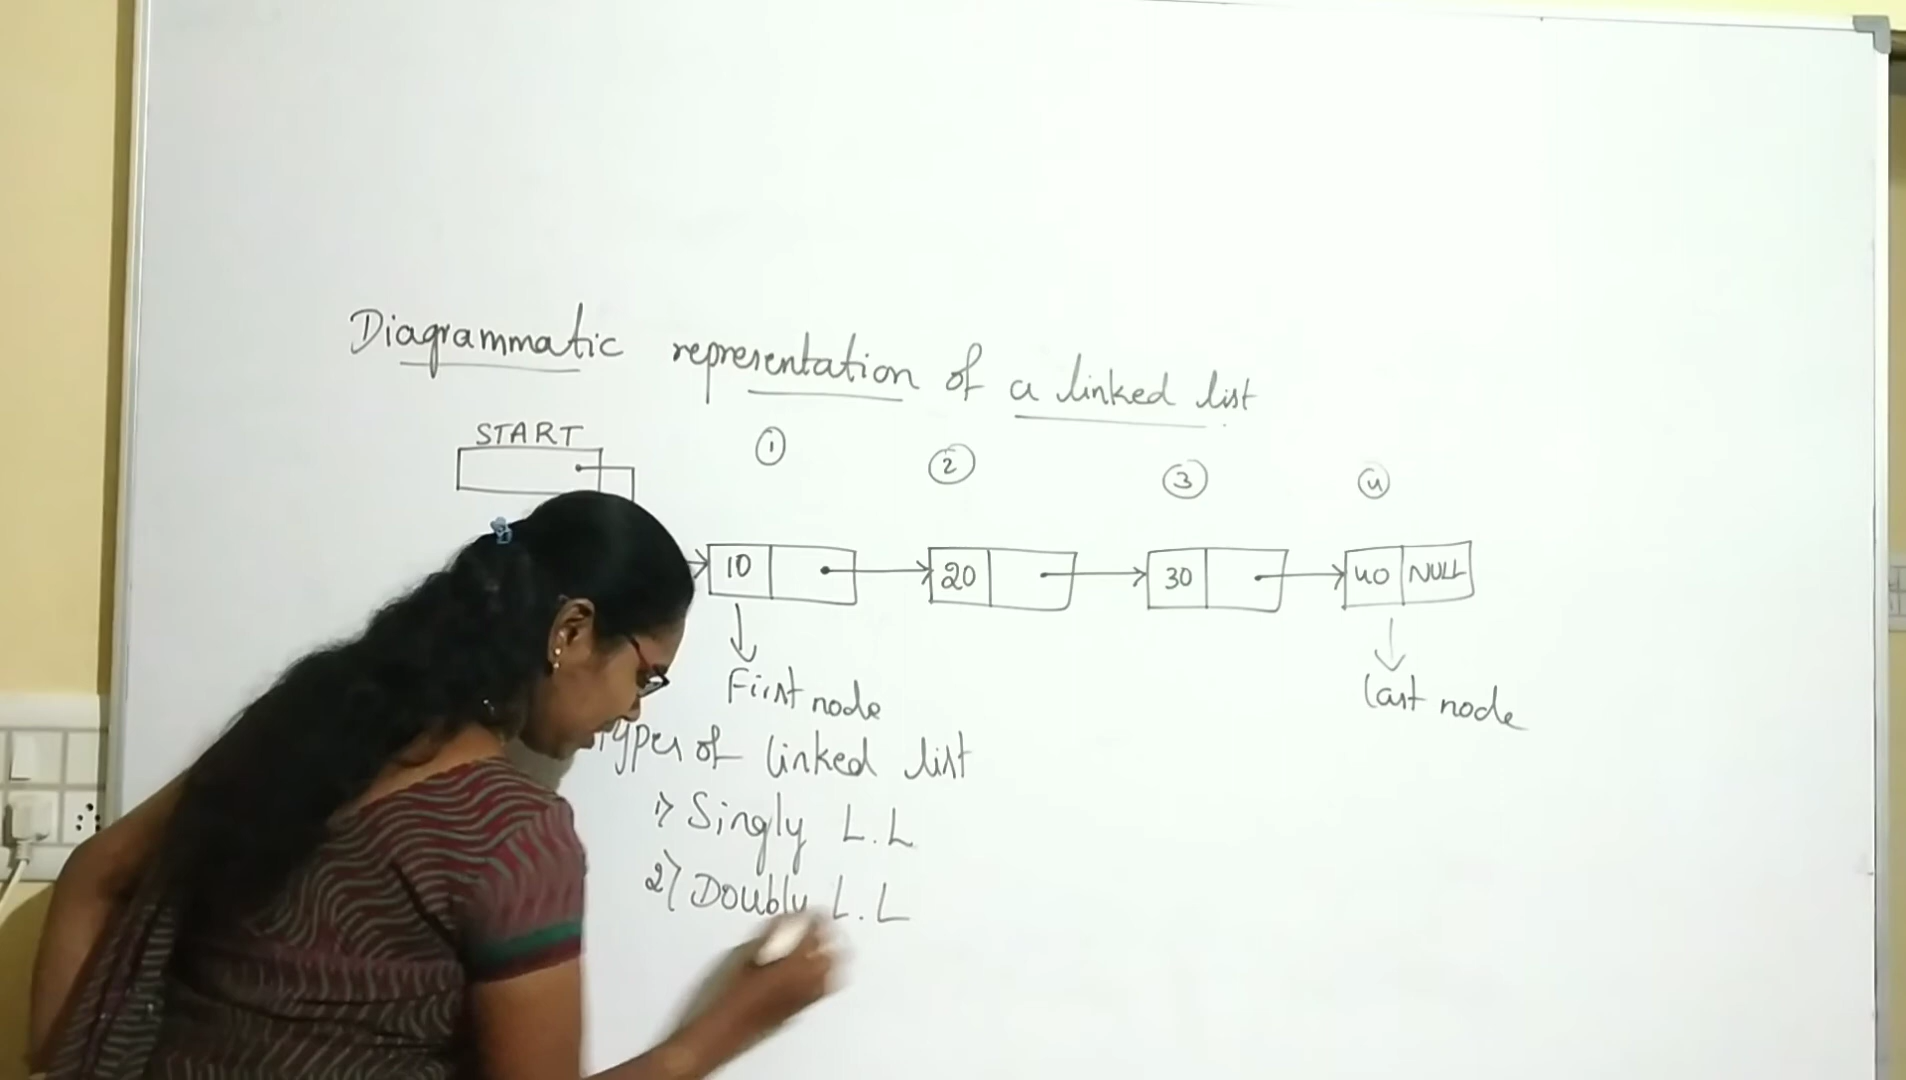 Diagrammatic representation of a linked list
START
1 2 3 4
10 20 30 40 NULL
First node
last node
Types of linked list
1) Singly L.L
2) Doubly L.L